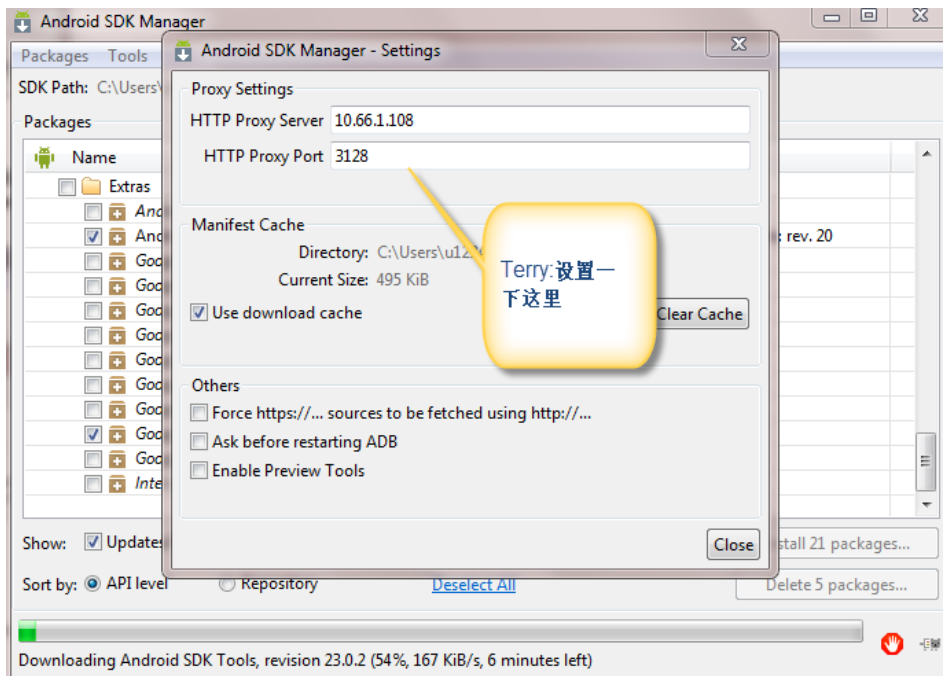 Android SDK Manager
Packages Tools
SDK Path: C:\Users\
Packages
Name
Extras
And
Goo
Goo
Goo
Goo
Goo
Goo
Goo
Goo
Goo
Inte
: rev. 20
Show: Updates
Sort by: API level Repository Deselect All
stall 21 packages...
Delete 5 packages...
Downloading Android SDK Tools, revision 23.0.2 (54%, 167 KiB/s, 6 minutes left)
Android SDK Manager - Settings
Proxy Settings
HTTP Proxy Server 10.66.1.108
HTTP Proxy Port 3128
Manifest Cache
Directory: C:\Users\u12
Current Size: 495 KiB
Use download cache
Clear Cache
Terry:设置一
下这里
Others
Force https://... sources to be fetched using http://...
Ask before restarting ADB
Enable Preview Tools
Close